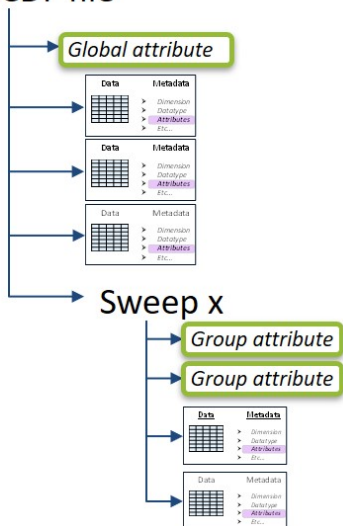 Global attribute
Data Metadata
Dimension
Datatype
Attributes
Etc...
Data Metadata
Dimension
Datatype
Attributes
Etc...
Data Metadata
Dimension
Datatype
Attributes
Etc...
Sweep x
Group attribute
Group attribute
Data Metadata
Dimension
Datatype
Attributes
Etc...
Data Metadata
Dimension
Datatype
Attributes
Etc...